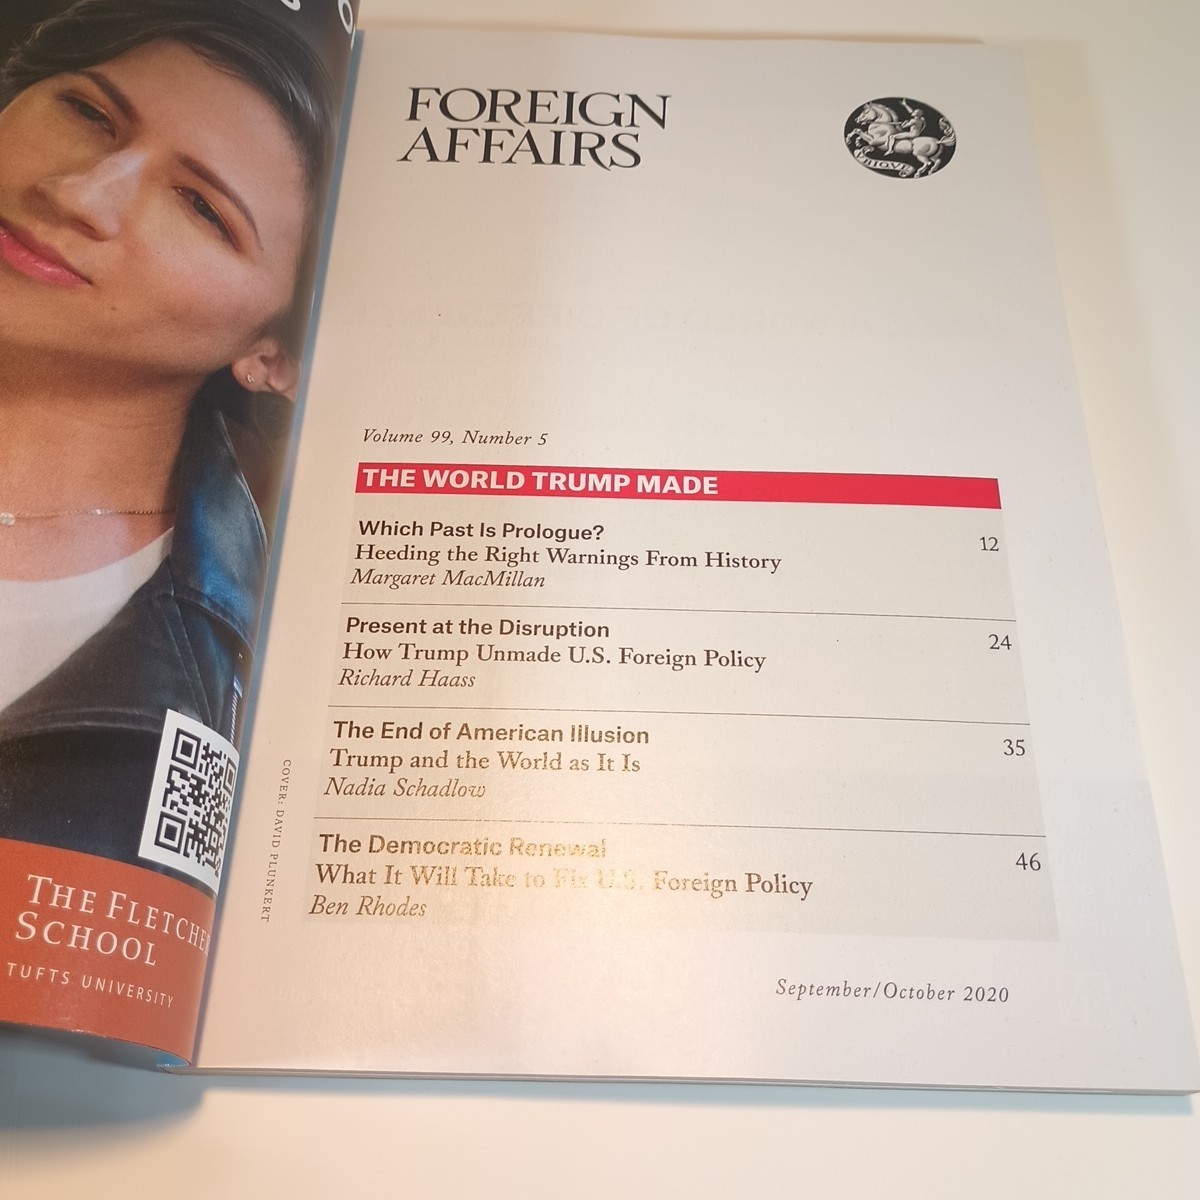 THE FLETCHER
SCHOOL
TUFTS UNIVERSITY
FOREIGN
AFFAIRS
Volume 99, Number 5
THE WORLD TRUMP MADE
Which Past Is Prologue?
Heeding the Right Warnings From History
Margaret MacMillan
12
Present at the Disruption
How Trump Unmade U.S. Foreign Policy
Richard Haass
24
The End of American Illusion
Trump and the World as It Is
Nadia Schadlow
35
The Democratic Renewal
What It Will Take to Fix U.S. Foreign Policy
Ben Rhodes
46
COVER: DAVID PLUNKERT
September/October 2020